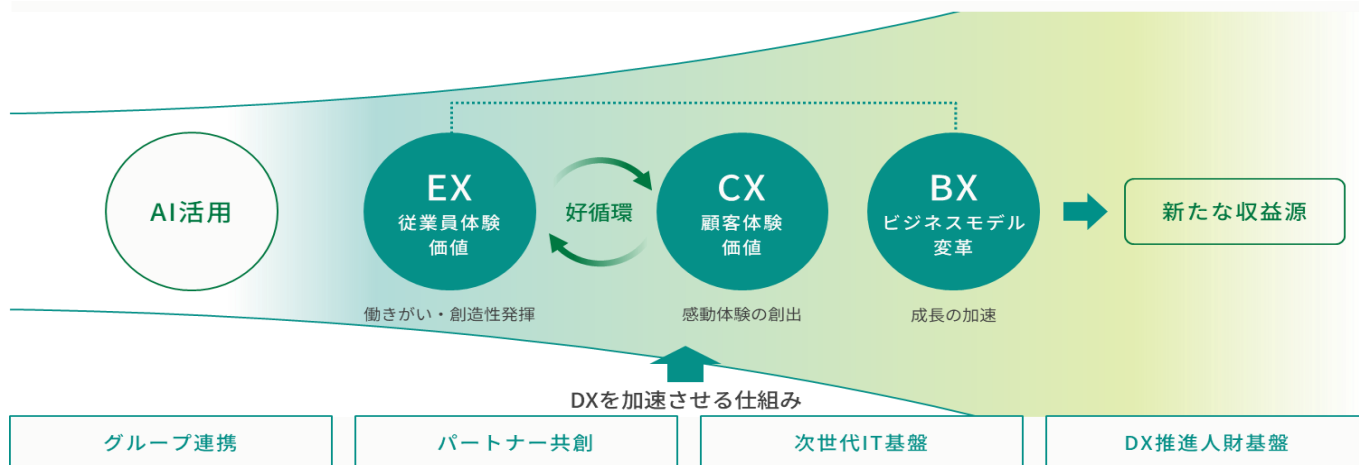 AI活用
EX
従業員体験
価値
働きがい・創造性発揮
好循環
CX
顧客体験
価値
感動体験の創出
BX
ビジネスモデル
変革
成長の加速
新たな収益源
DXを加速させる仕組み
グループ連携
パートナー共創
次世代IT基盤
DX推進人財基盤